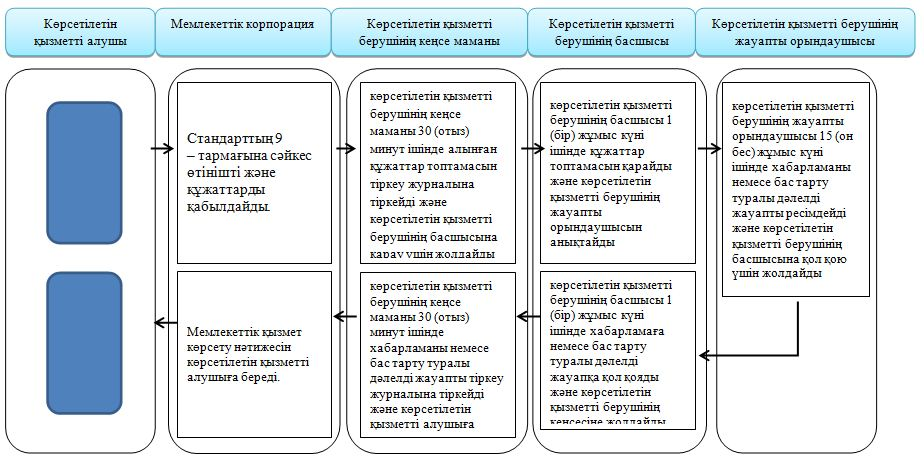 Көрсетілетін
қызметті алушы
Мемлекеттік корпорация
Көрсетілетін қызметті
берушінің кеңсе маманы
Көрсетілетін қызметті
берушінің басшысы
Көрсетілетін қызметті берушінің
жауапты орындаушысы
Стандарттың 9
– тармағына сәйкес
өтінішті және
құжаттарды
қабылдайды.
көрсетілетін қызметті
берушінің кеңсе
маманы 30 (отыз)
минут ішінде алынған
құжаттар топтамасын
тіркеу журналына
тіркейді және
көрсетілетін қызметті
берушінің басшысына
қарау үшін жолдайды
көрсетілетін қызметті
берушінің басшысы 1
(бір) жұмыс күні
ішінде құжаттар
топтамасын қарайды
және көрсетілетін
қызметті берушінің
жауапты
орындаушысын
анықтайды
көрсетілетін қызметті
берушінің жауапты
орындаушысы 15 (он
бес) жұмыс күні
ішінде хабарламаны
немесе бас тарту
туралы дәлелді
жауапты ресімдейді
және көрсетілетін
қызметті берушінің
басшысына қол қою
үшін жолдайды
Мемлекеттік қызмет
көрсету нәтижесін
көрсетілетін қызметті
алушыға береді.
көрсетілетін қызметті
берушінің кеңсе
маманы 30 (отыз)
минут ішінде
хабарламаны немесе
бас тарту туралы
дәлелді жауапты тіркеу
журналына тіркейді
және көрсетілетін
қызметті алушыға
көрсетілетін қызметті
берушінің басшысы 1
(бір) жұмыс күні
ішінде хабарламаға
немесе бас тарту
туралы дәлелді
жауапқа қол қояды
және көрсетілетін
қызметті берушінің
кеңсесіне жолдайды